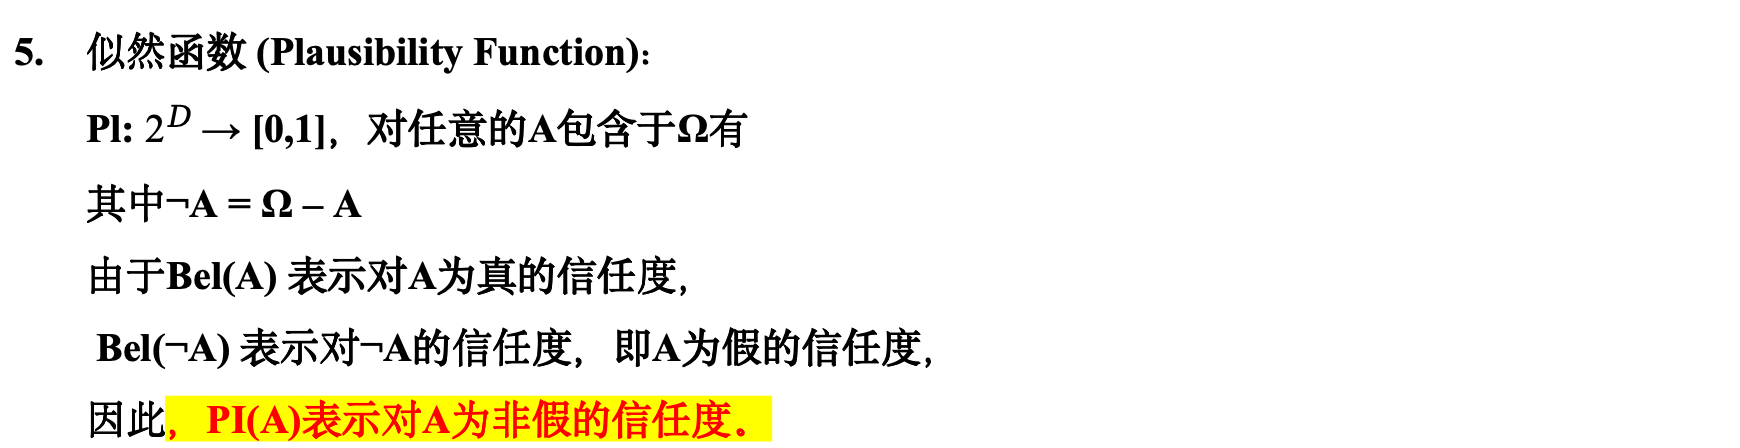 5. 似然函数 (Plausibility Function)：
Pl: 2^D → [0,1]，对任意的A包含于Ω有
其中¬A = Ω – A
由于Bel(A) 表示对A为真的信任度，
Bel(¬A) 表示对¬A的信任度，即A为假的信任度，
因此，PI(A)表示对A为非假的信任度。